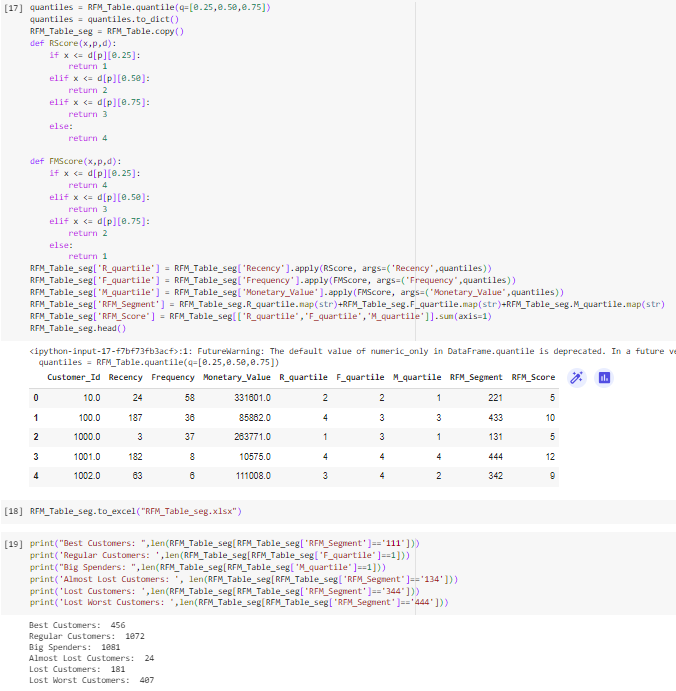 [17] quantiles = RFM_Table.quantile(q=[0.25,0.50,0.75])
quantiles = quantiles.to_dict()
RFM_Table_seg = RFM_Table.copy()
def RScore(x,p,d):
    if x <= d[p][0.25]:
        return 1
    elif x <= d[p][0.50]:
        return 2
    elif x <= d[p][0.75]:
        return 3
    else:
        return 4

def FMScore(x,p,d):
    if x <= d[p][0.25]:
        return 4
    elif x <= d[p][0.50]:
        return 3
    elif x <= d[p][0.75]:
        return 2
    else:
        return 1
RFM_Table_seg['R_quartile'] = RFM_Table_seg['Recency'].apply(RScore, args=('Recency',quantiles))
RFM_Table_seg['F_quartile'] = RFM_Table_seg['Frequency'].apply(FMScore, args=('Frequency',quantiles))
RFM_Table_seg['M_quartile'] = RFM_Table_seg['Monetary_Value'].apply(FMScore, args=('Monetary_Value',quantiles))
RFM_Table_seg['RFM_Segment'] = RFM_Table_seg.R_quartile.map(str)+RFM_Table_seg.F_quartile.map(str)+RFM_Table_seg.M_quartile.map(str)
RFM_Table_seg['RFM_Score'] = RFM_Table_seg[['R_quartile','F_quartile','M_quartile']].sum(axis=1)
RFM_Table_seg.head()
<ipython-input-17-f7bf73fb3acf>:1: FutureWarning: The default value of numeric_only in DataFrame.quantile is deprecated. In a future ve
  quantiles = RFM_Table.quantile(q=[0.25,0.50,0.75])
Customer_Id Recency Frequency Monetary_Value R_quartile F_quartile M_quartile RFM_Segment RFM_Score
0 10.0 24 58 331601.0 2 2 1 221 5
1 100.0 187 36 85862.0 4 3 3 433 10
2 1000.0 3 37 263771.0 1 3 1 131 5
3 1001.0 182 8 10575.0 4 4 4 444 12
4 1002.0 63 6 111008.0 3 4 2 342 9
[18] RFM_Table_seg.to_excel("RFM_Table_seg.xlsx")
[19] print("Best Customers: ",len(RFM_Table_seg[RFM_Table_seg['RFM_Segment']=='111']))
print('Regular Customers: ',len(RFM_Table_seg[RFM_Table_seg['F_quartile']==1]))
print("Big Spenders: ",len(RFM_Table_seg[RFM_Table_seg['M_quartile']==1]))
print('Almost Lost Customers: ', len(RFM_Table_seg[RFM_Table_seg['RFM_Segment']=='134']))
print('Lost Customers: ',len(RFM_Table_seg[RFM_Table_seg['RFM_Segment']=='344']))
print('Lost Worst Customers: ',len(RFM_Table_seg[RFM_Table_seg['RFM_Segment']=='444']))
Best Customers:  456
Regular Customers:  1072
Big Spenders:  1081
Almost Lost Customers:  24
Lost Customers:  181
Lost Worst Customers:  407